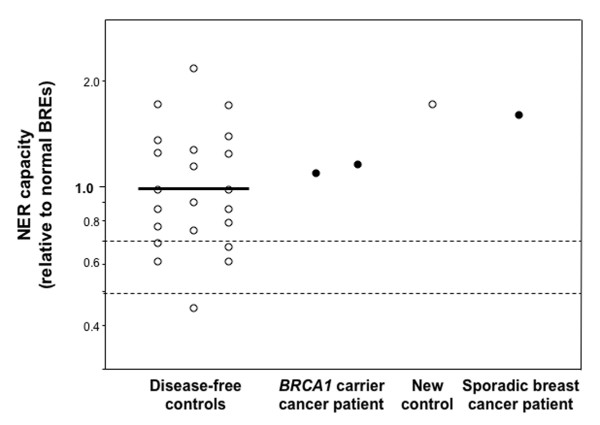 NER capacity
(relative to normal BREs)
2.0
1.0
0.8
0.6
0.4
Disease-free
controls
BRCA1 carrier
cancer patient
New
control
Sporadic breast
cancer patient